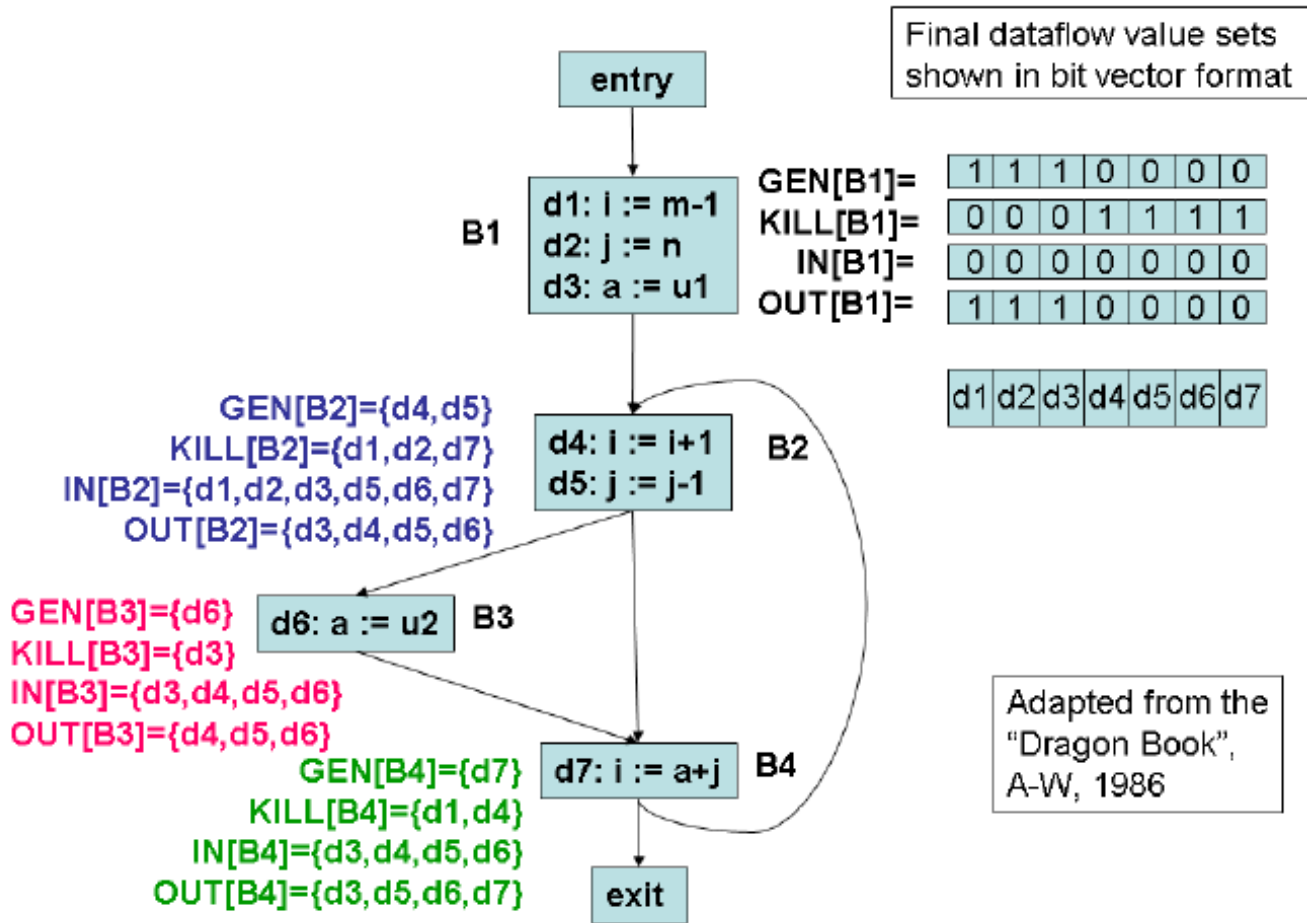 Final dataflow value sets
shown in bit vector format
entry
B1
d1: i := m-1
d2: j := n
d3: a := u1
GEN[B1]= 1 1 1 0 0 0 0
KILL[B1]= 0 0 0 1 1 1 1
IN[B1]= 0 0 0 0 0 0 0
OUT[B1]= 1 1 1 0 0 0 0
d1 d2 d3 d4 d5 d6 d7
GEN[B2]={d4,d5}
KILL[B2]={d1,d2,d7}
IN[B2]={d1,d2,d3,d5,d6,d7}
OUT[B2]={d3,d4,d5,d6}
d4: i := i+1
d5: j := j-1
B2
GEN[B3]={d6}
KILL[B3]={d3}
IN[B3]={d3,d4,d5,d6}
OUT[B3]={d4,d5,d6}
d6: a := u2
B3
GEN[B4]={d7}
KILL[B4]={d1,d4}
IN[B4]={d3,d4,d5,d6}
OUT[B4]={d3,d5,d6,d7}
d7: i := a+j
B4
exit
Adapted from the
“Dragon Book”,
A-W, 1986